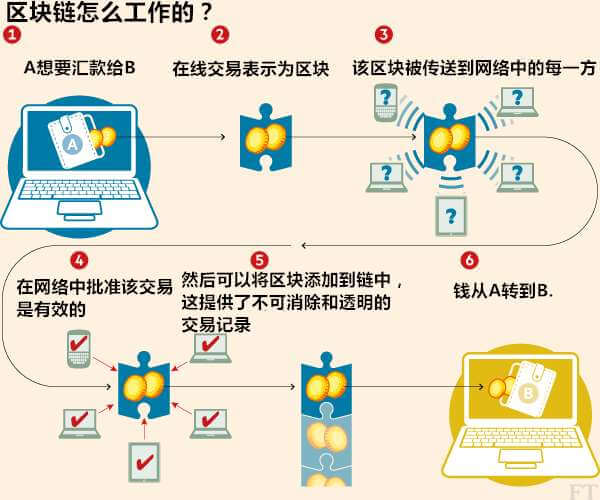 区块链怎么工作的？
1
A想要汇款给B
2
在线交易表示为区块
3
该区块被传送到网络中的每一方
A
?
?
?
?
?
4
在网络中批准该交易
是有效的
5
然后可以将区块添加到链中，
这提供了不可消除和透明的
交易记录
6
钱从A转到B.
B
FT